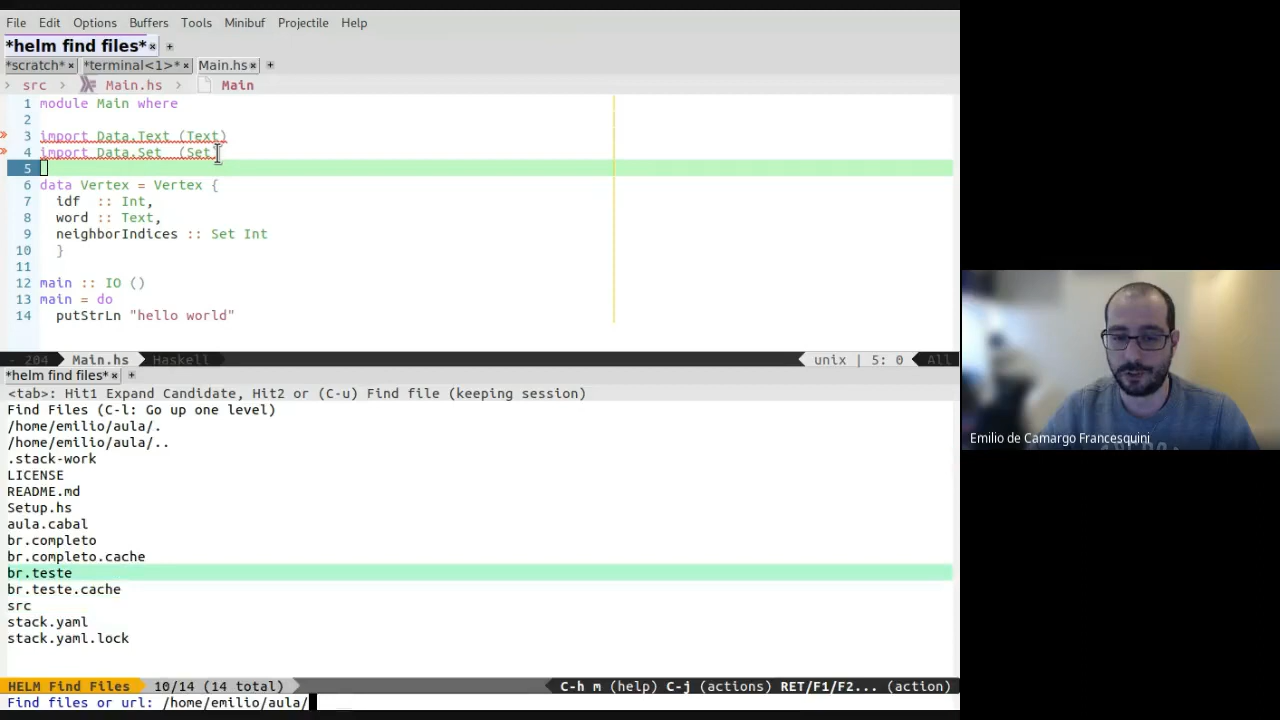 File Edit Options Buffers Tools Minibuf Projectile Help
*helm find files* × +
*scratch* × *terminal<1>* × Main.hs × +
› src › Main.hs › Main
1 module Main where
2
3 import Data.Text (Text)
4 import Data.Set  (Set)
5
6 data Vertex = Vertex {
7   idf  :: Int,
8   word :: Text,
9   neighborIndices :: Set Int
10   }
11
12 main :: IO ()
13 main = do
14   putStrLn "hello world"
- 204 Main.hs Haskell unix | 5: 0 All
*helm find files* × +
<tab>: Hit1 Expand Candidate, Hit2 or (C-u) Find file (keeping session)
Find Files (C-l: Go up one level)
/home/emilio/aula/.
/home/emilio/aula/..
.stack-work
LICENSE
README.md
Setup.hs
aula.cabal
br.completo
br.completo.cache
br.teste
br.teste.cache
src
stack.yaml
stack.yaml.lock
HELM Find Files 10/14 (14 total) C-h m (help) C-j (actions) RET/F1/F2... (action)
Find files or url: /home/emilio/aula/
Emilio de Camargo Francesquini